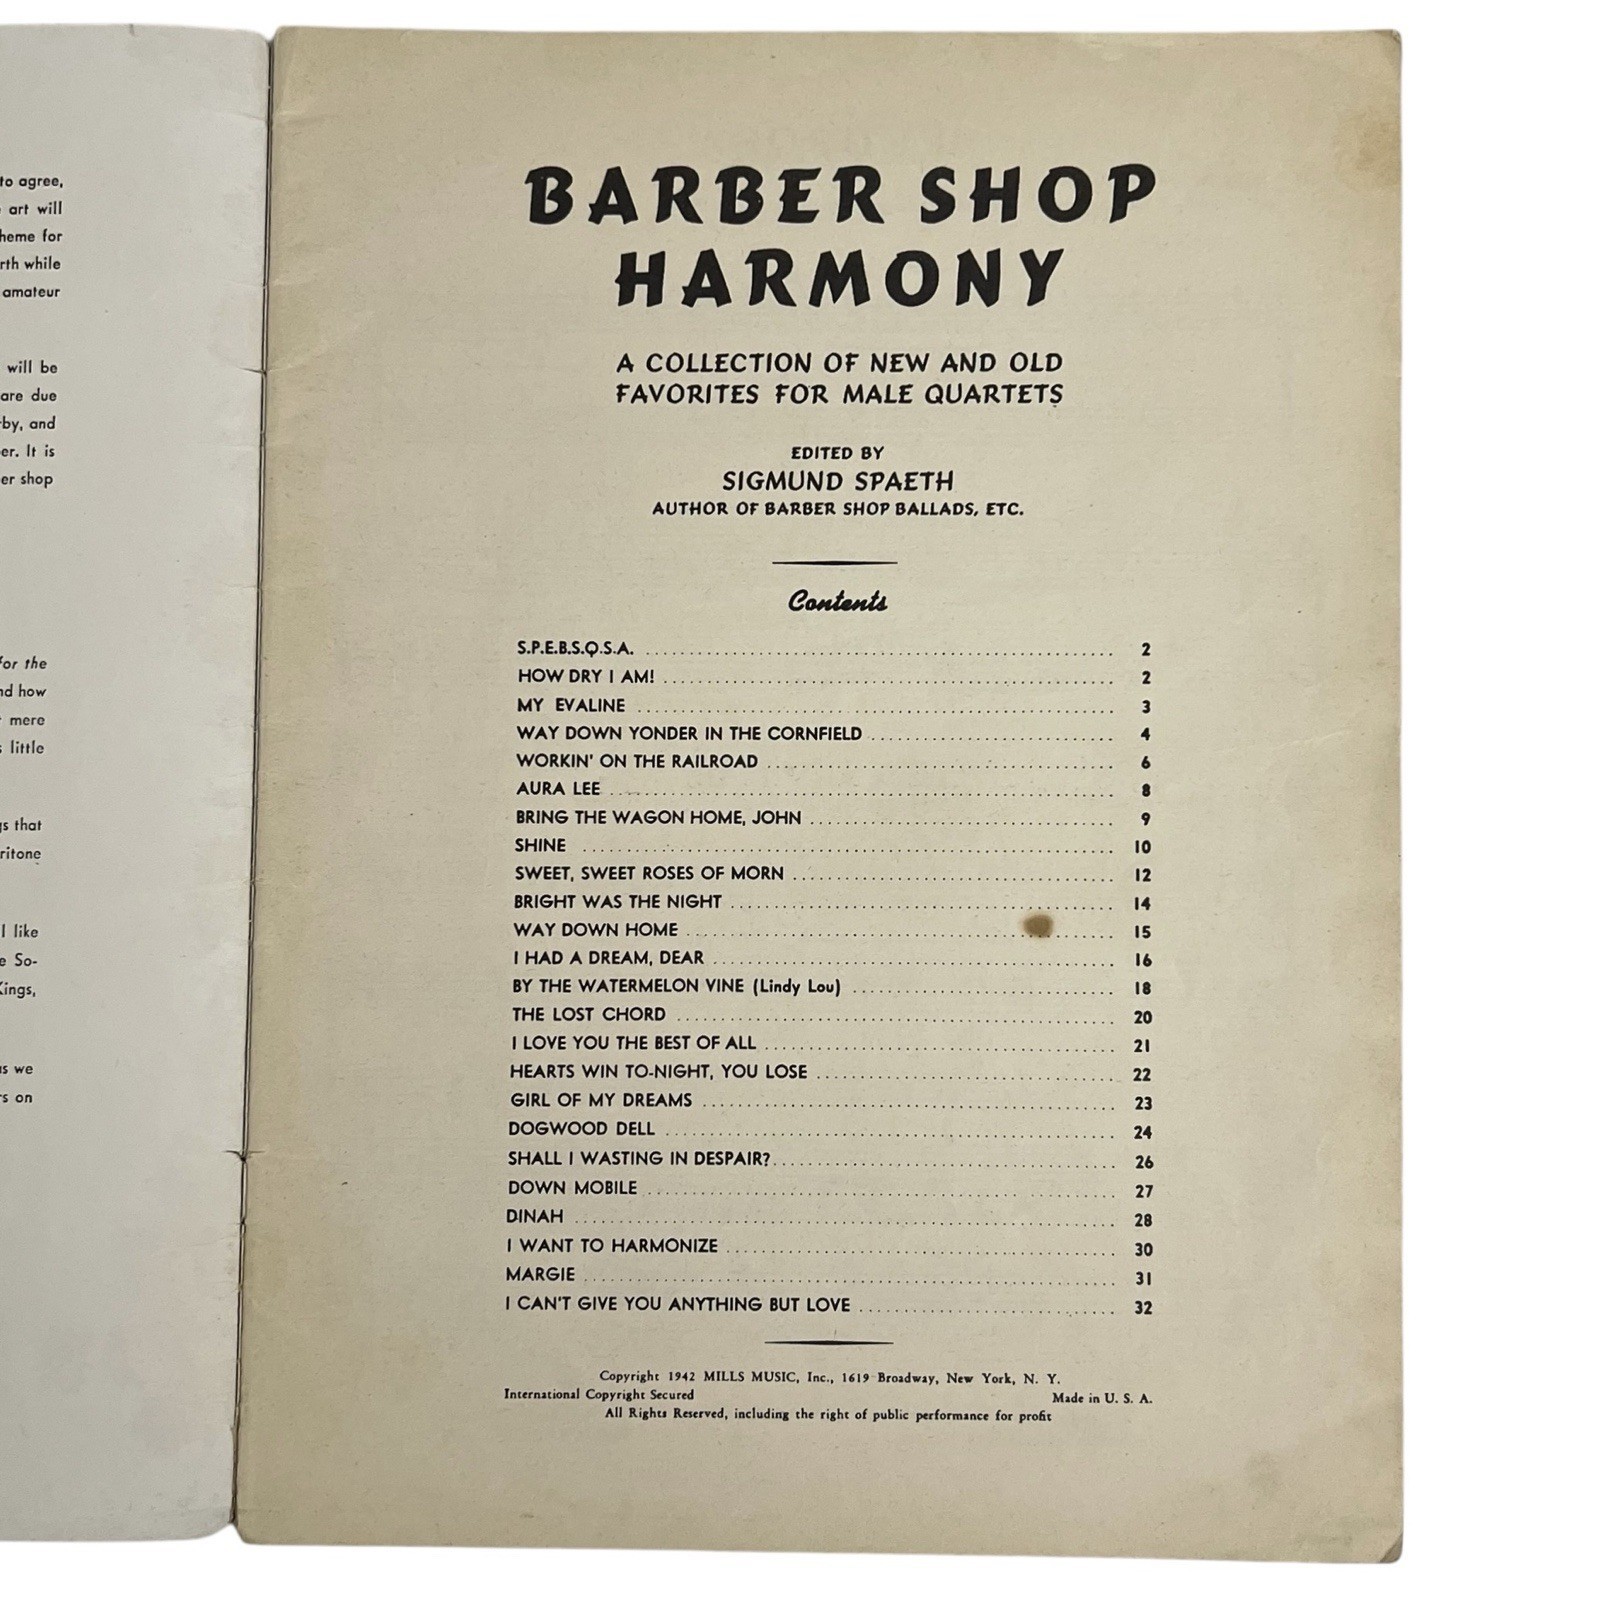 to agree,
art will
heme for
rth while
amateur
will be
are due
rby, and
er. It is
er shop
for the
nd how
mere
little
gs that
ritone
l like
e So-
Kings,
as we
rs on
BARBER SHOP
HARMONY
A COLLECTION OF NEW AND OLD
FAVORITES FOR MALE QUARTETS
EDITED BY
SIGMUND SPAETH
AUTHOR OF BARBER SHOP BALLADS, ETC.
Contents
S.P.E.B.S.Q.S.A. 2
HOW DRY I AM! 2
MY EVALINE 3
WAY DOWN YONDER IN THE CORNFIELD 4
WORKIN' ON THE RAILROAD 6
AURA LEE 8
BRING THE WAGON HOME, JOHN 9
SHINE 10
SWEET, SWEET ROSES OF MORN 12
BRIGHT WAS THE NIGHT 14
WAY DOWN HOME 15
I HAD A DREAM, DEAR 16
BY THE WATERMELON VINE (Lindy Lou) 18
THE LOST CHORD 20
I LOVE YOU THE BEST OF ALL 21
HEARTS WIN TO-NIGHT, YOU LOSE 22
GIRL OF MY DREAMS 23
DOGWOOD DELL 24
SHALL I WASTING IN DESPAIR? 26
DOWN MOBILE 27
DINAH 28
I WANT TO HARMONIZE 30
MARGIE 31
I CAN'T GIVE YOU ANYTHING BUT LOVE 32
Copyright 1942 MILLS MUSIC, Inc., 1619 Broadway, New York, N. Y.
International Copyright Secured Made in U. S. A.
All Rights Reserved, including the right of public performance for profit